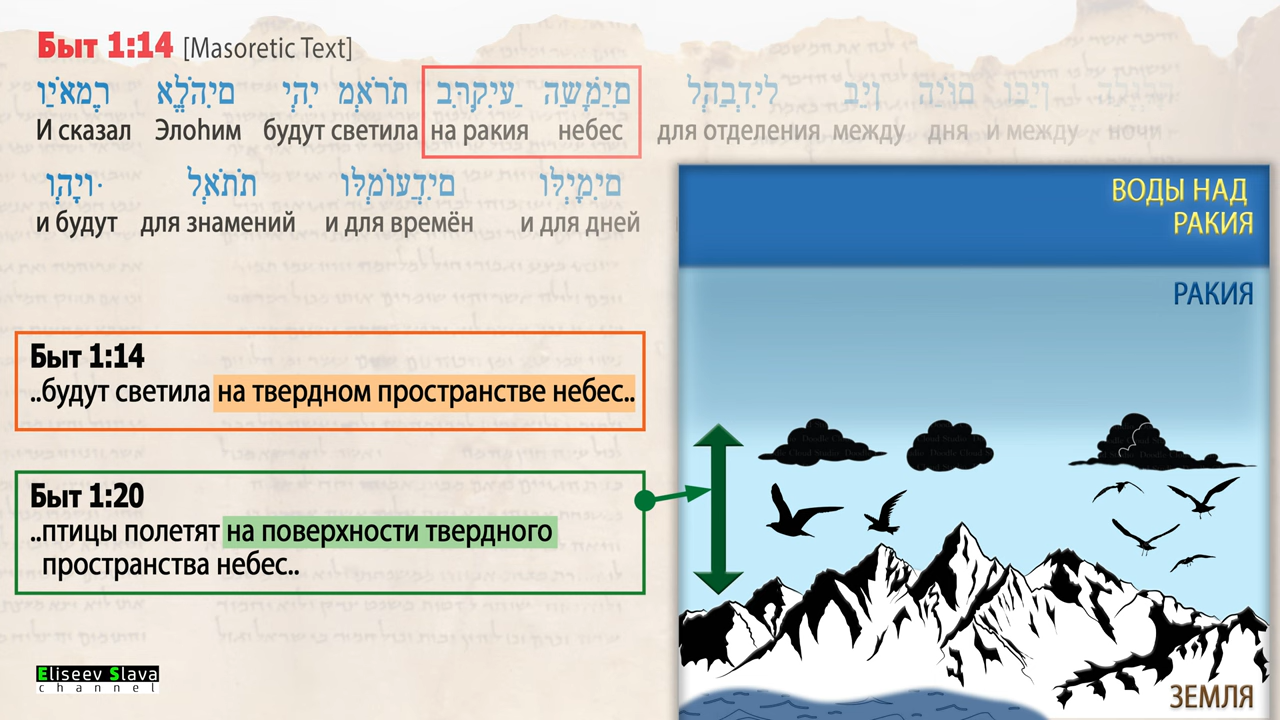 Быт 1:14 [Masoretic Text]
וַיֹּאמֶר אֱלֹהִים יְהִי מְאֹרֹת בִּרְקִיעַ הַשָּׁמַיִם לְהַבְדִּיל בֵּין הַיּוֹם וּבֵין הַלָּיְלָה
И сказал Элоhим будут светила на ракия небес для отделения между дня и между ночи
וְהָיוּ לְאֹתֹת וּלְמוֹעֲדִים וּלְיָמִים
и будут для знамений и для времён и для дней
ВОДЫ НАД
РАКИЯ
РАКИЯ
Быт 1:14
..будут светила на твердном пространстве небес..
Быт 1:20
..птицы полетят на поверхности твердного
пространства небес..
ЗЕМЛЯ
Eliseev Slava
channel